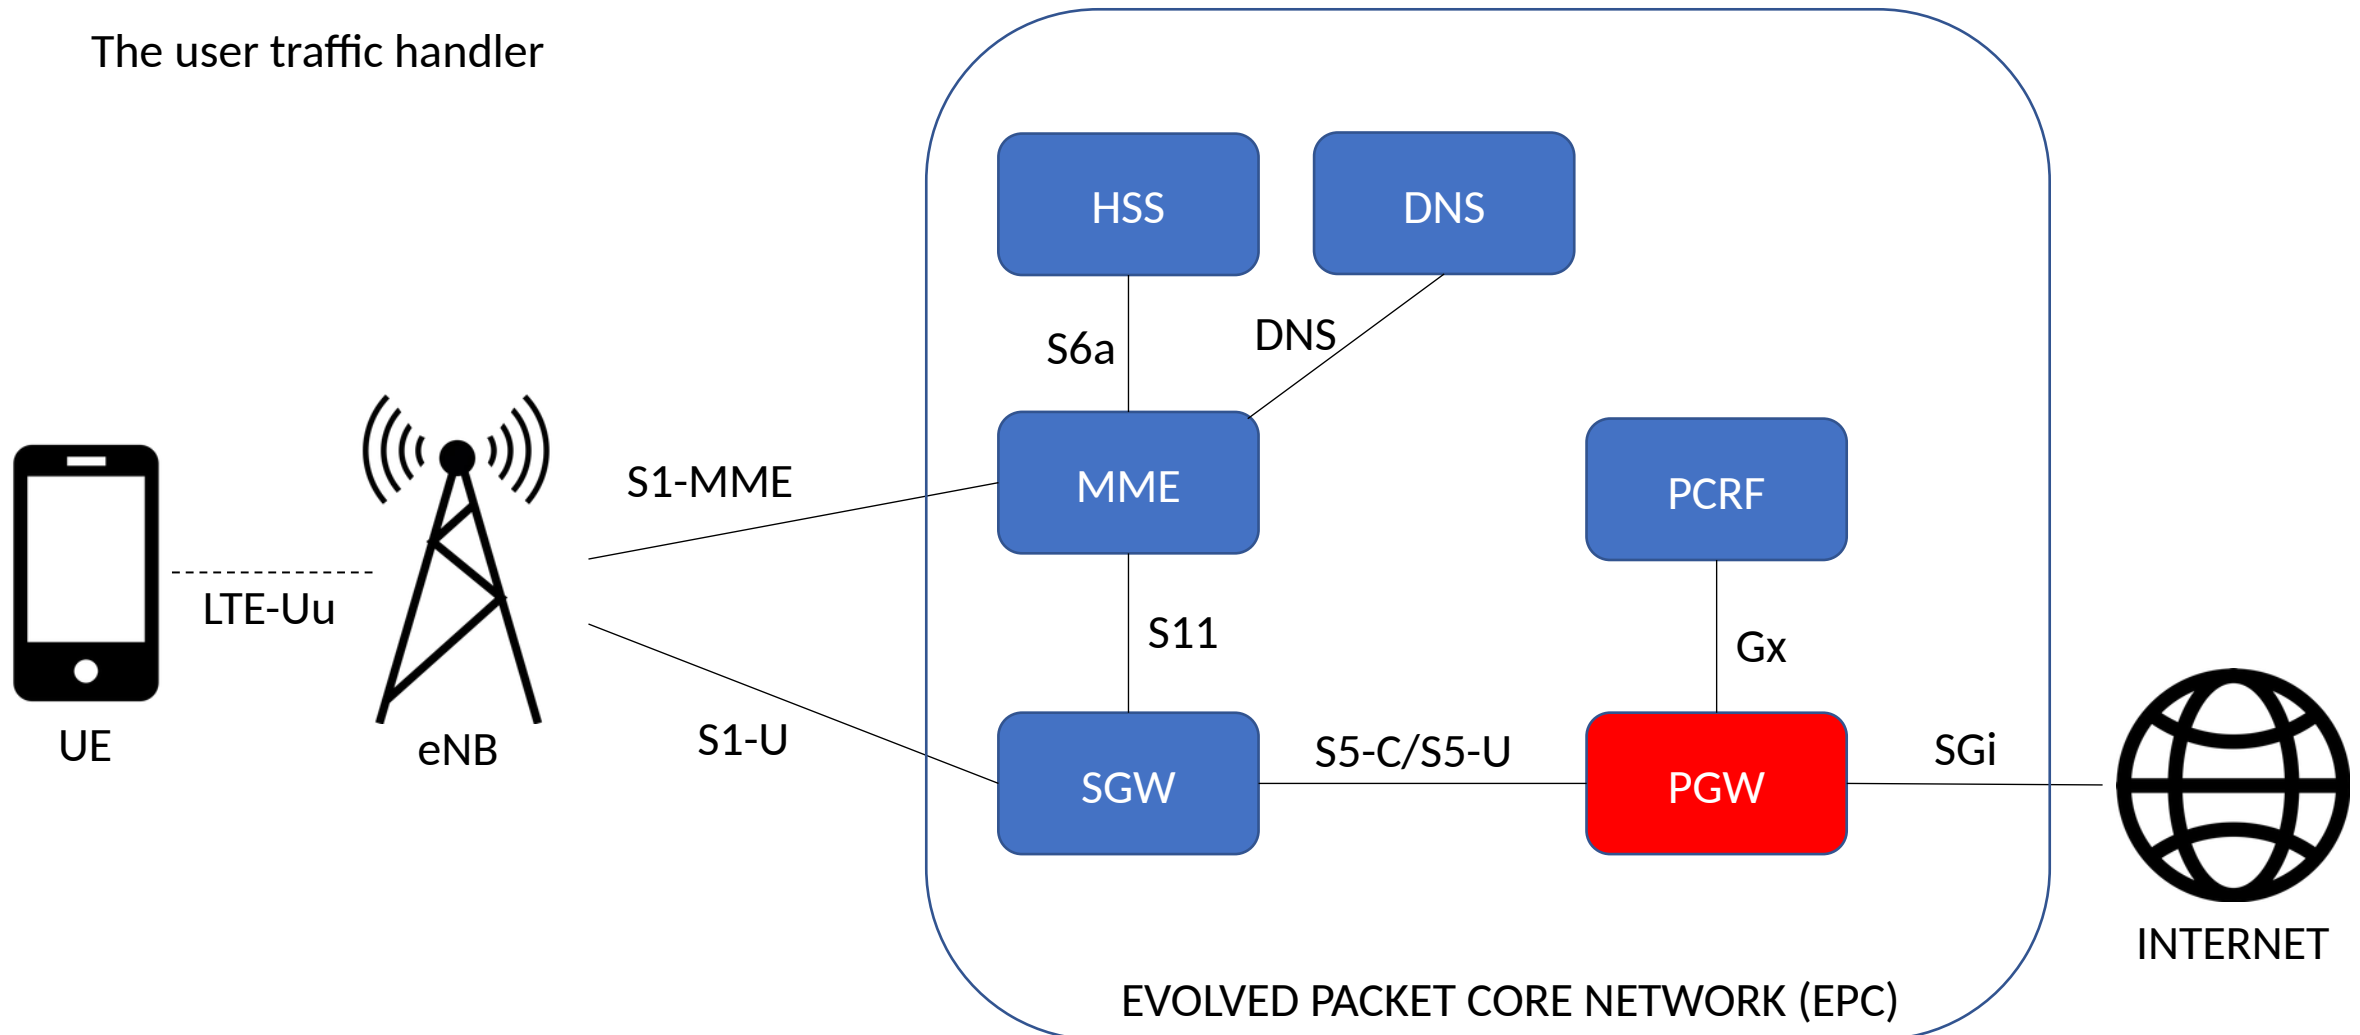 The user traffic handler
HSS
DNS
S6a
DNS
S1-MME
MME
PCRF
LTE-Uu
S11
Gx
UE
eNB
S1-U
SGW
S5-C/S5-U
PGW
SGi
INTERNET
EVOLVED PACKET CORE NETWORK (EPC)